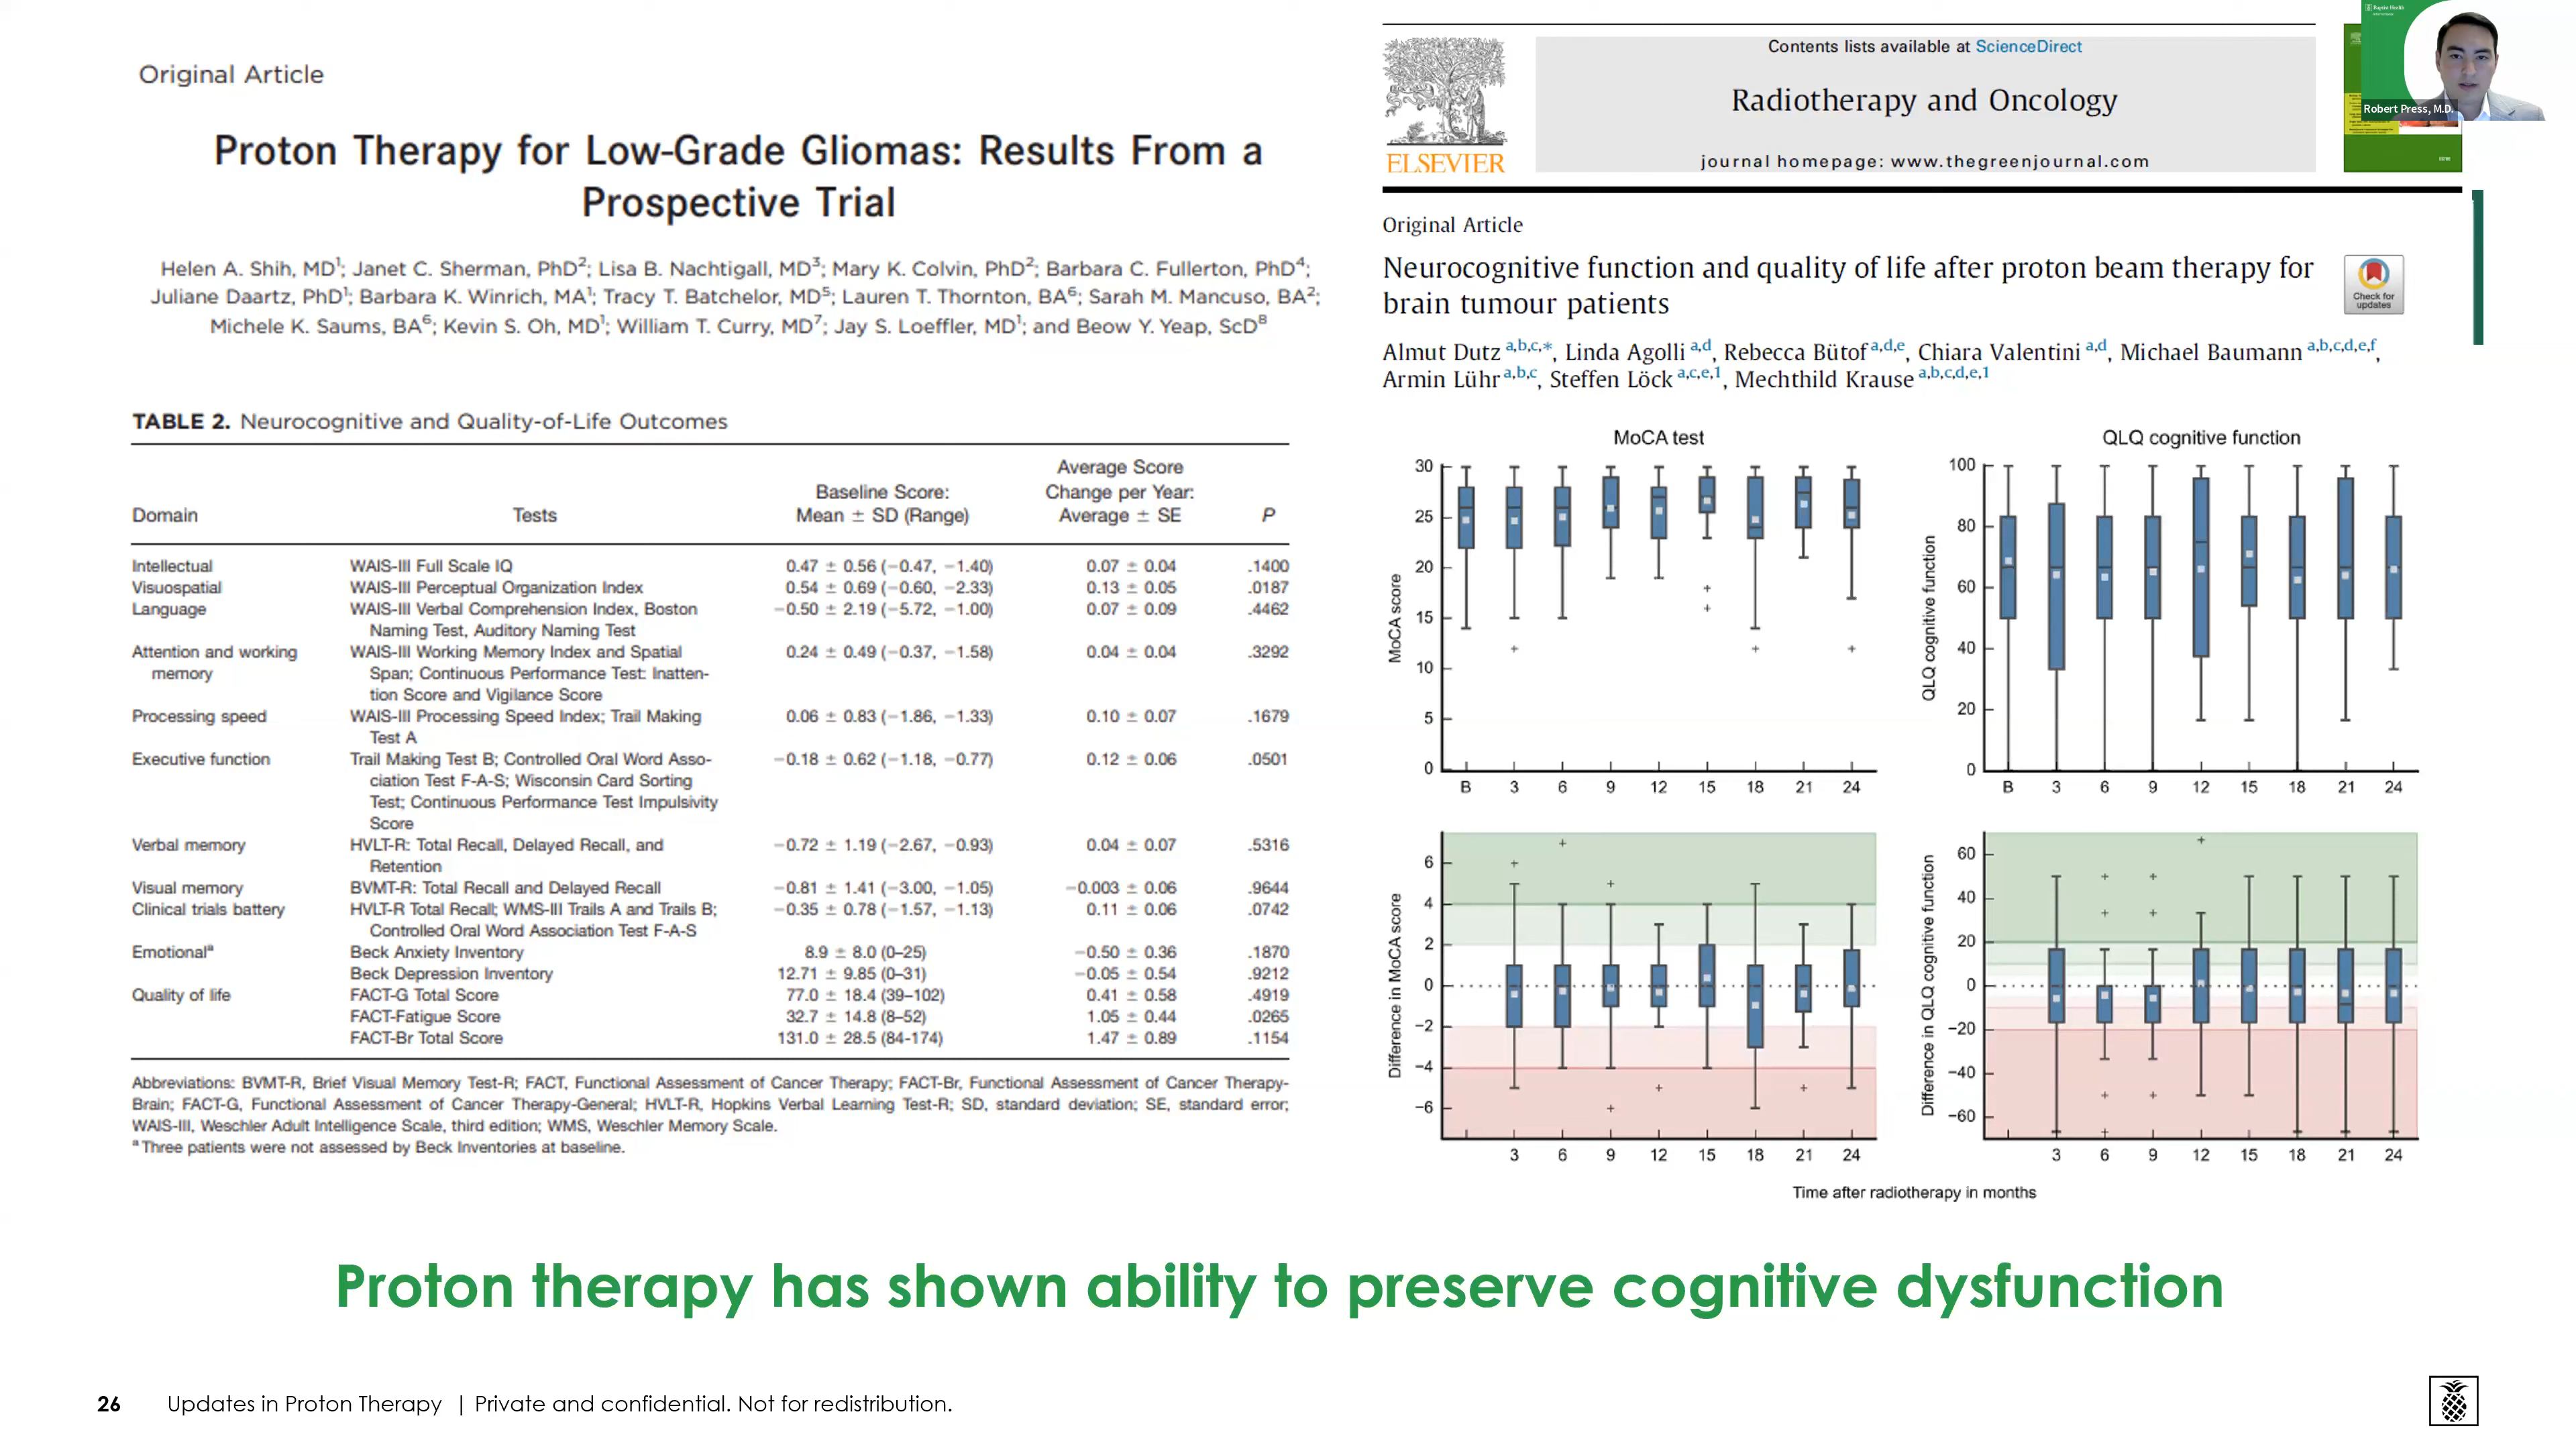 Original Article
Proton Therapy for Low-Grade Gliomas: Results From a
Prospective Trial
Helen A. Shih, MD1; Janet C. Sherman, PhD2; Lisa B. Nachtigall, MD3; Mary K. Colvin, PhD2; Barbara C. Fullerton, PhD4;
Juliane Daartz, PhD1; Barbara K. Winrich, MA1; Tracy T. Batchelor, MD5; Lauren T. Thornton, BA6; Sarah M. Mancuso, BA2;
Michele K. Saums, BA6; Kevin S. Oh, MD1; William T. Curry, MD7; Jay S. Loeffler, MD1; and Beow Y. Yeap, ScD8
TABLE 2. Neurocognitive and Quality-of-Life Outcomes
Domain Tests Baseline Score: Mean ± SD (Range) Average Score Change per Year: Average ± SE P
Intellectual WAIS-III Full Scale IQ 0.47 ± 0.56 (−0.47, −1.40) 0.07 ± 0.04 .1400
Visuospatial WAIS-III Perceptual Organization Index 0.54 ± 0.69 (−0.60, −2.33) 0.13 ± 0.05 .0187
Language WAIS-III Verbal Comprehension Index, Boston −0.50 ± 2.19 (−5.72, −1.00) 0.07 ± 0.09 .4462
Naming Test, Auditory Naming Test
Attention and working WAIS-III Working Memory Index and Spatial 0.24 ± 0.49 (−0.37, −1.58) 0.04 ± 0.04 .3292
memory Span; Continuous Performance Test: Inatten-
tion Score and Vigilance Score
Processing speed WAIS-III Processing Speed Index; Trail Making 0.06 ± 0.83 (−1.86, −1.33) 0.10 ± 0.07 .1679
Test A
Executive function Trail Making Test B; Controlled Oral Word Asso- −0.18 ± 0.62 (−1.18, −0.77) 0.12 ± 0.06 .0501
ciation Test F-A-S; Wisconsin Card Sorting
Test; Continuous Performance Test Impulsivity
Score
Verbal memory HVLT-R: Total Recall, Delayed Recall, and −0.72 ± 1.19 (−2.67, −0.93) 0.04 ± 0.07 .5316
Retention
Visual memory BVMT-R: Total Recall and Delayed Recall −0.81 ± 1.41 (−3.00, −1.05) −0.003 ± 0.06 .9644
Clinical trials battery HVLT-R Total Recall; WMS-III Trails A and Trails B; −0.35 ± 0.78 (−1.57, −1.13) 0.11 ± 0.06 .0742
Controlled Oral Word Association Test F-A-S
Emotionala Beck Anxiety Inventory 8.9 ± 8.0 (0–25) −0.50 ± 0.36 .1870
Beck Depression Inventory 12.71 ± 9.85 (0–31) −0.05 ± 0.54 .9212
Quality of life FACT-G Total Score 77.0 ± 18.4 (39–102) 0.41 ± 0.58 .4919
FACT-Fatigue Score 32.7 ± 14.8 (8–52) 1.05 ± 0.44 .0265
FACT-Br Total Score 131.0 ± 28.5 (84-174) 1.47 ± 0.89 .1154
Abbreviations: BVMT-R, Brief Visual Memory Test-R; FACT, Functional Assessment of Cancer Therapy; FACT-Br, Functional Assessment of Cancer Therapy-
Brain; FACT-G, Functional Assessment of Cancer Therapy-General; HVLT-R, Hopkins Verbal Learning Test-R; SD, standard deviation; SE, standard error;
WAIS-III, Weschler Adult Intelligence Scale, third edition; WMS, Weschler Memory Scale.
a Three patients were not assessed by Beck Inventories at baseline.
Contents lists available at ScienceDirect
Radiotherapy and Oncology
journal homepage: www.thegreenjournal.com
ELSEVIER
Baptist Health
Robert Press, M.D.
Original Article
Neurocognitive function and quality of life after proton beam therapy for
brain tumour patients
Check for
updates
Almut Dutz a,b,c,*, Linda Agolli a,d, Rebecca Bütof a,d,e, Chiara Valentini a,d, Michael Baumann a,b,c,d,e,f,
Armin Lühr a,b,c, Steffen Löck a,c,e,1, Mechthild Krause a,b,c,d,e,1
MoCA test
MoCA score
30
25
20
15
10
5
0
B 3 6 9 12 15 18 21 24
QLQ cognitive function
QLQ cognitive function
100
80
60
40
20
0
B 3 6 9 12 15 18 21 24
Difference in MoCA score
6
4
2
0
−2
−4
−6
3 6 9 12 15 18 21 24
Difference in QLQ cognitive function
60
40
20
0
−20
−40
−60
3 6 9 12 15 18 21 24
Time after radiotherapy in months
Proton therapy has shown ability to preserve cognitive dysfunction
26 Updates in Proton Therapy | Private and confidential. Not for redistribution.